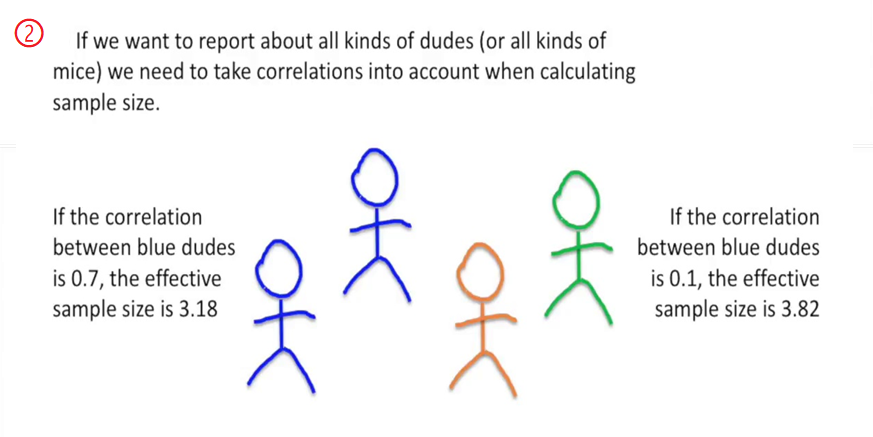 ②
If we want to report about all kinds of dudes (or all kinds of
mice) we need to take correlations into account when calculating
sample size.
If the correlation
between blue dudes
is 0.7, the effective
sample size is 3.18
If the correlation
between blue dudes
is 0.1, the effective
sample size is 3.82